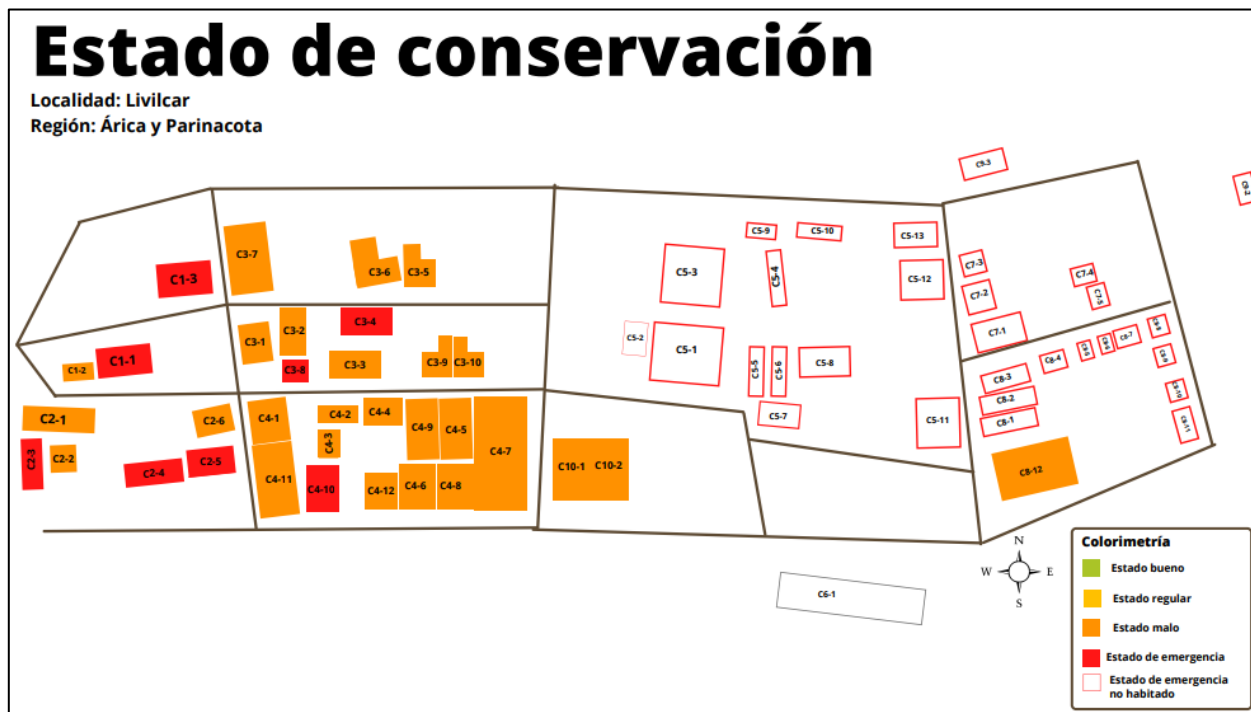 Estado de conservación
Localidad: Livilcar
Región: Árica y Parinacota
C9-3
C9-2
C1-3
C3-7
C3-6
C3-5
C5-9
C5-10
C5-13
C5-3
C5-4
C5-12
C7-3
C7-2
C7-4
C7-5
C7-1
C1-2
C1-1
C3-1
C3-2
C3-4
C3-8
C3-3
C3-9
C3-10
C5-2
C5-1
C5-5
C5-6
C5-8
C5-7
C5-11
C8-4
C8-7
C8-3
C8-2
C8-1
C8-12
C2-1
C2-6
C2-3
C2-2
C2-4
C2-5
C4-1
C4-2
C4-4
C4-3
C4-9
C4-5
C4-7
C4-11
C4-10
C4-12
C4-6
C4-8
C10-1
C10-2
C6-1
N
W
E
S
Colorimetría
Estado bueno
Estado regular
Estado malo
Estado de emergencia
Estado de emergencia
no habitado